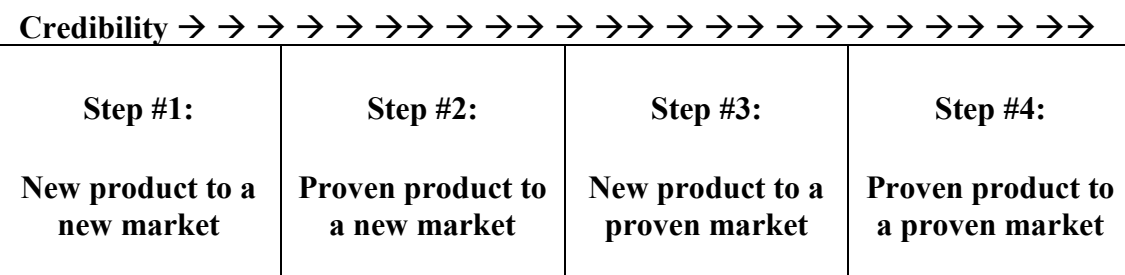 Credibility → → → → → →→ → →→ → →→ →→ → →→ → →→ → →→ → →→
Step #1:
New product to a
new market
Step #2:
Proven product to
a new market
Step #3:
New product to a
proven market
Step #4:
Proven product to
a proven market